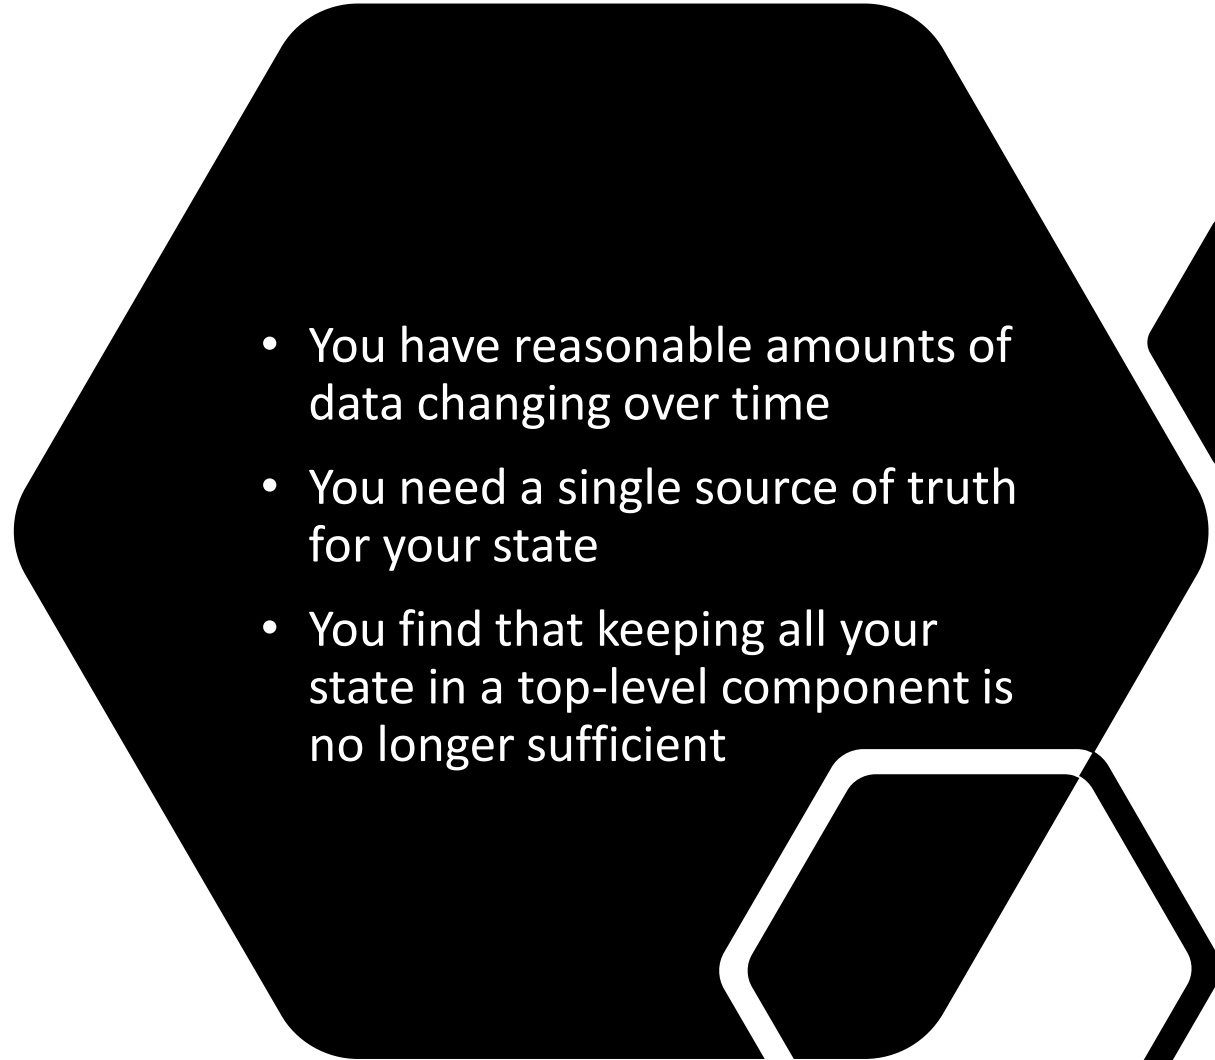 • You have reasonable amounts of
data changing over time
• You need a single source of truth
for your state
• You find that keeping all your
state in a top-level component is
no longer sufficient